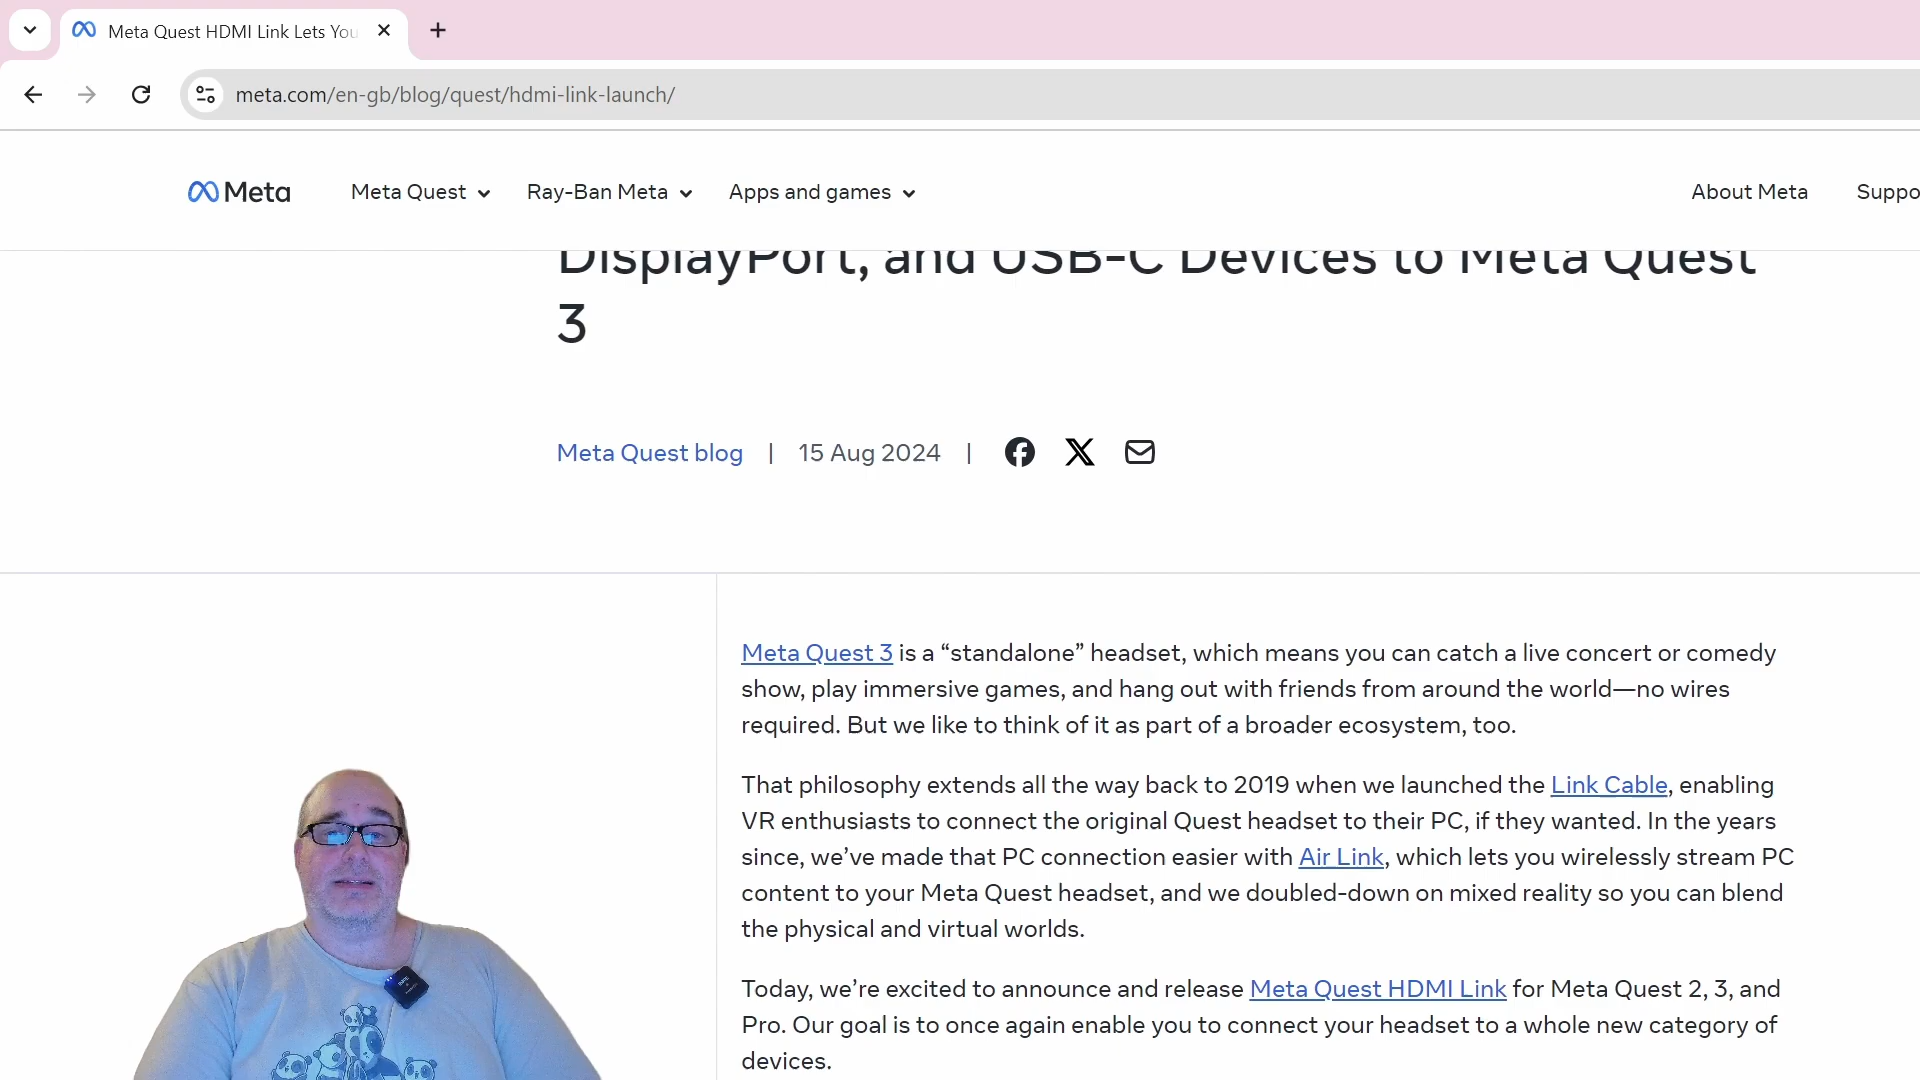 Meta Quest HDMI Link Lets You
meta.com/en-gb/blog/quest/hdmi-link-launch/
Meta
Meta Quest
Ray-Ban Meta
Apps and games
About Meta
Suppo
DisplayPort, and USB-C Devices to Meta Quest
3
Meta Quest blog | 15 Aug 2024 |
Meta Quest 3 is a “standalone” headset, which means you can catch a live concert or comedy
show, play immersive games, and hang out with friends from around the world—no wires
required. But we like to think of it as part of a broader ecosystem, too.
That philosophy extends all the way back to 2019 when we launched the Link Cable, enabling
VR enthusiasts to connect the original Quest headset to their PC, if they wanted. In the years
since, we’ve made that PC connection easier with Air Link, which lets you wirelessly stream PC
content to your Meta Quest headset, and we doubled-down on mixed reality so you can blend
the physical and virtual worlds.
Today, we’re excited to announce and release Meta Quest HDMI Link for Meta Quest 2, 3, and
Pro. Our goal is to once again enable you to connect your headset to a whole new category of
devices.